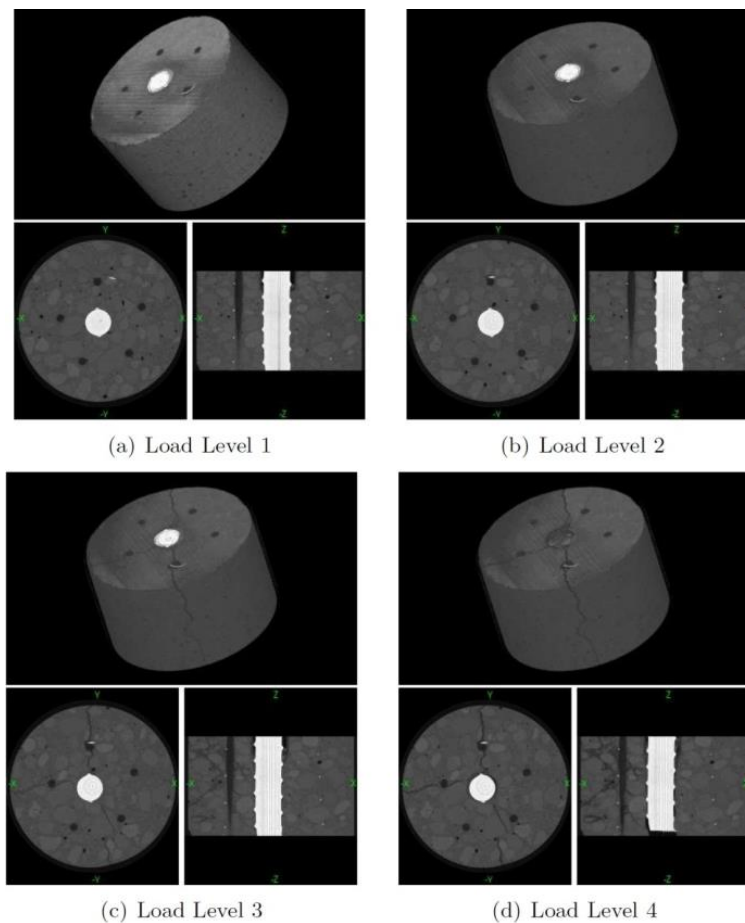 Y
-X
X
-Y
Z
-X
X
-Z
(a) Load Level 1
Y
-X
X
-Y
Z
-X
X
-Z
(b) Load Level 2
Y
-X
X
-Y
Z
-X
X
-Z
(c) Load Level 3
Y
-X
X
-Y
Z
-X
X
-Z
(d) Load Level 4